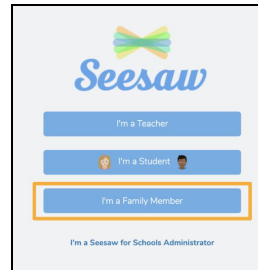 Seesaw
I'm a Teacher
I'm a Student
I'm a Family Member
I'm a Seesaw for Schools Administrator